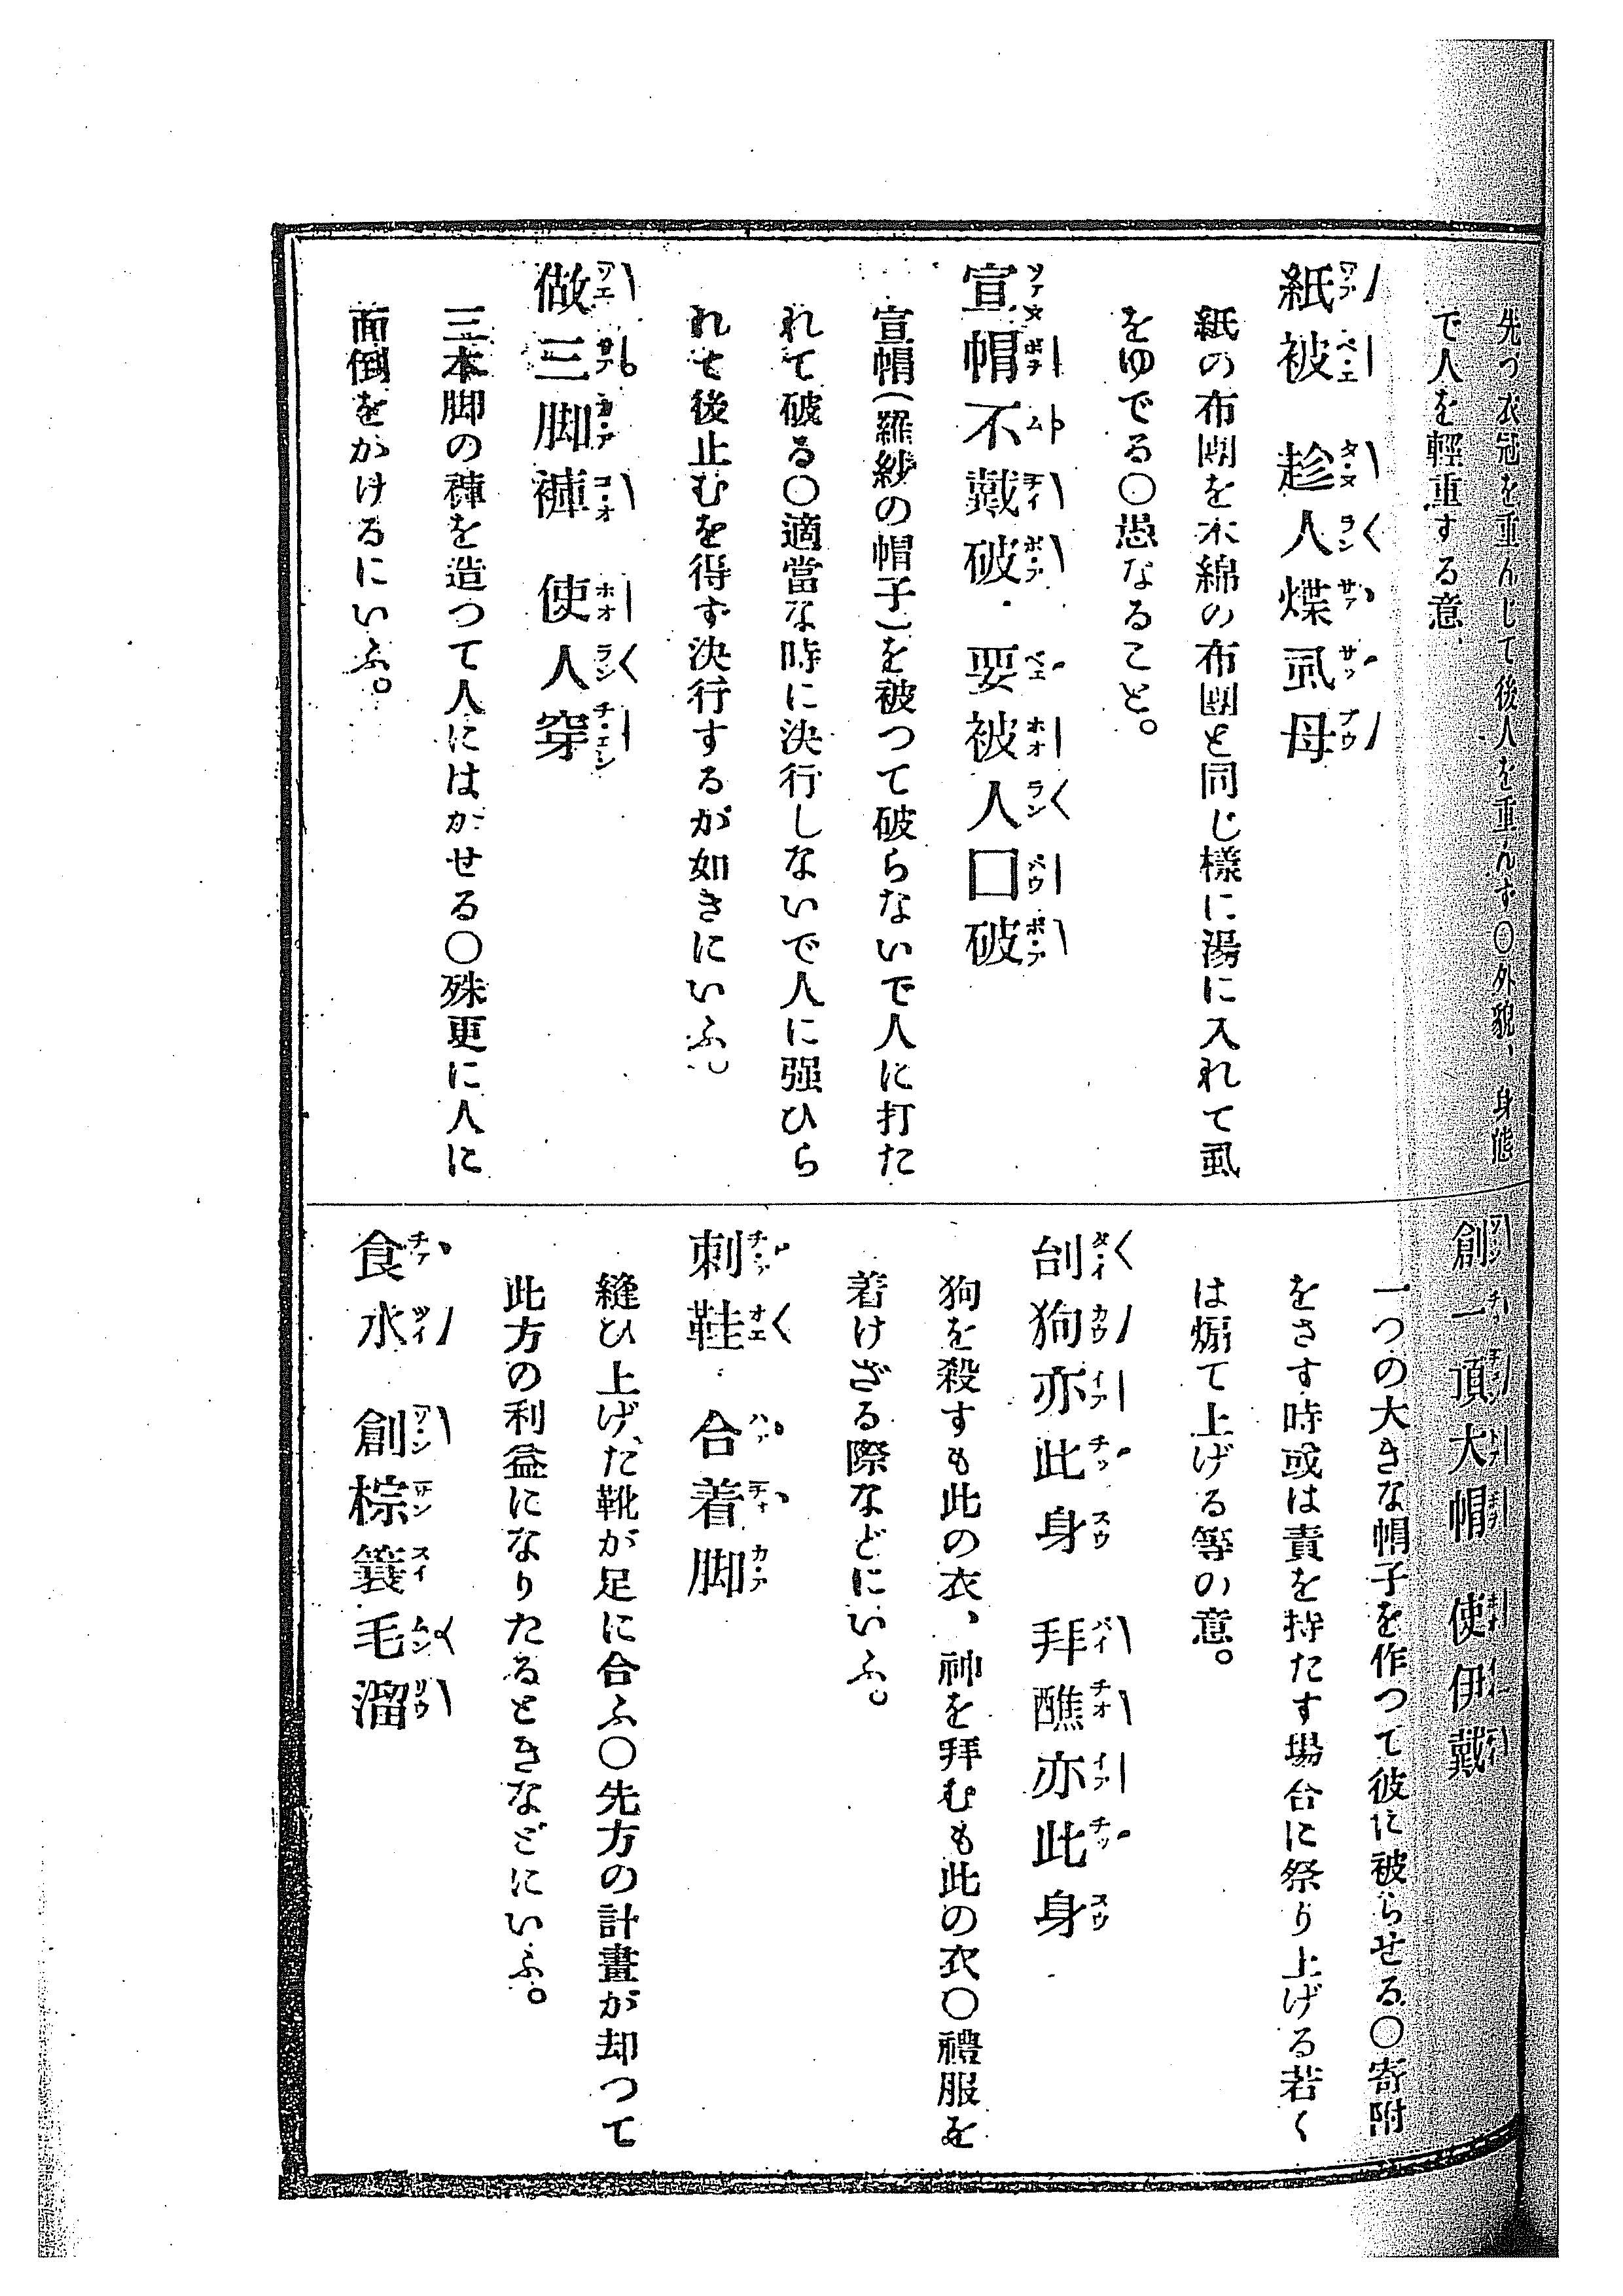 先づ衣冠を重んじて後人を重んず〇外貌、身態
で人を輕重する意、
紙被　趁人煠虱母
紙の布團を木綿の布團と同じ樣に湯に入れて虱
をゆでる〇愚なること。
宣帽不戴破．要被人囗破
宣帽(羅紗の帽子)を被つて破らないで人に打た
れて破る〇適當な時に決行しないで人に强ひら
れて後止むを得ず決行するが如きにいふ。
做三脚褲　使人穿
三本脚の褌を造つて人にはかせる〇殊更に人に
面倒をかけるにいふ。
創一頂大帽　使伊戴
一つの大きな帽子を作つて彼に被らせる〇寄附
をさす時或は責を持たす場合に祭り上げる若く
は煽て上げる等の意。
刣狗亦此身　拜醮亦此身
狗を殺すも此の衣、神を拜むも此の衣〇禮服を
着けざる際などにいふ。
刺鞋　合着脚
縫ひ上げた靴が足に合ふ〇先方の計畫が却つて
此方の利益になりたるときなどにいふ。
食水　創棕簑毛溜